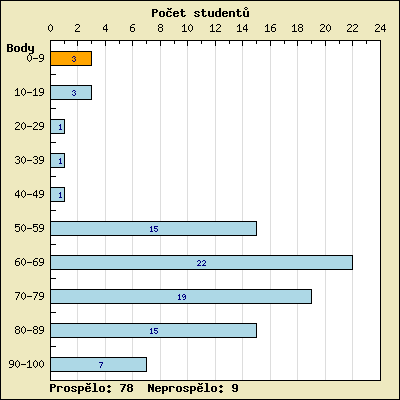 Počet studentů
0 2 4 6 8 10 12 14 16 18 20 22 24
Body
0-9 3
10-19 3
20-29 1
30-39 1
40-49 1
50-59 15
60-69 22
70-79 19
80-89 15
90-100 7
Prospělo: 78 Neprospělo: 9